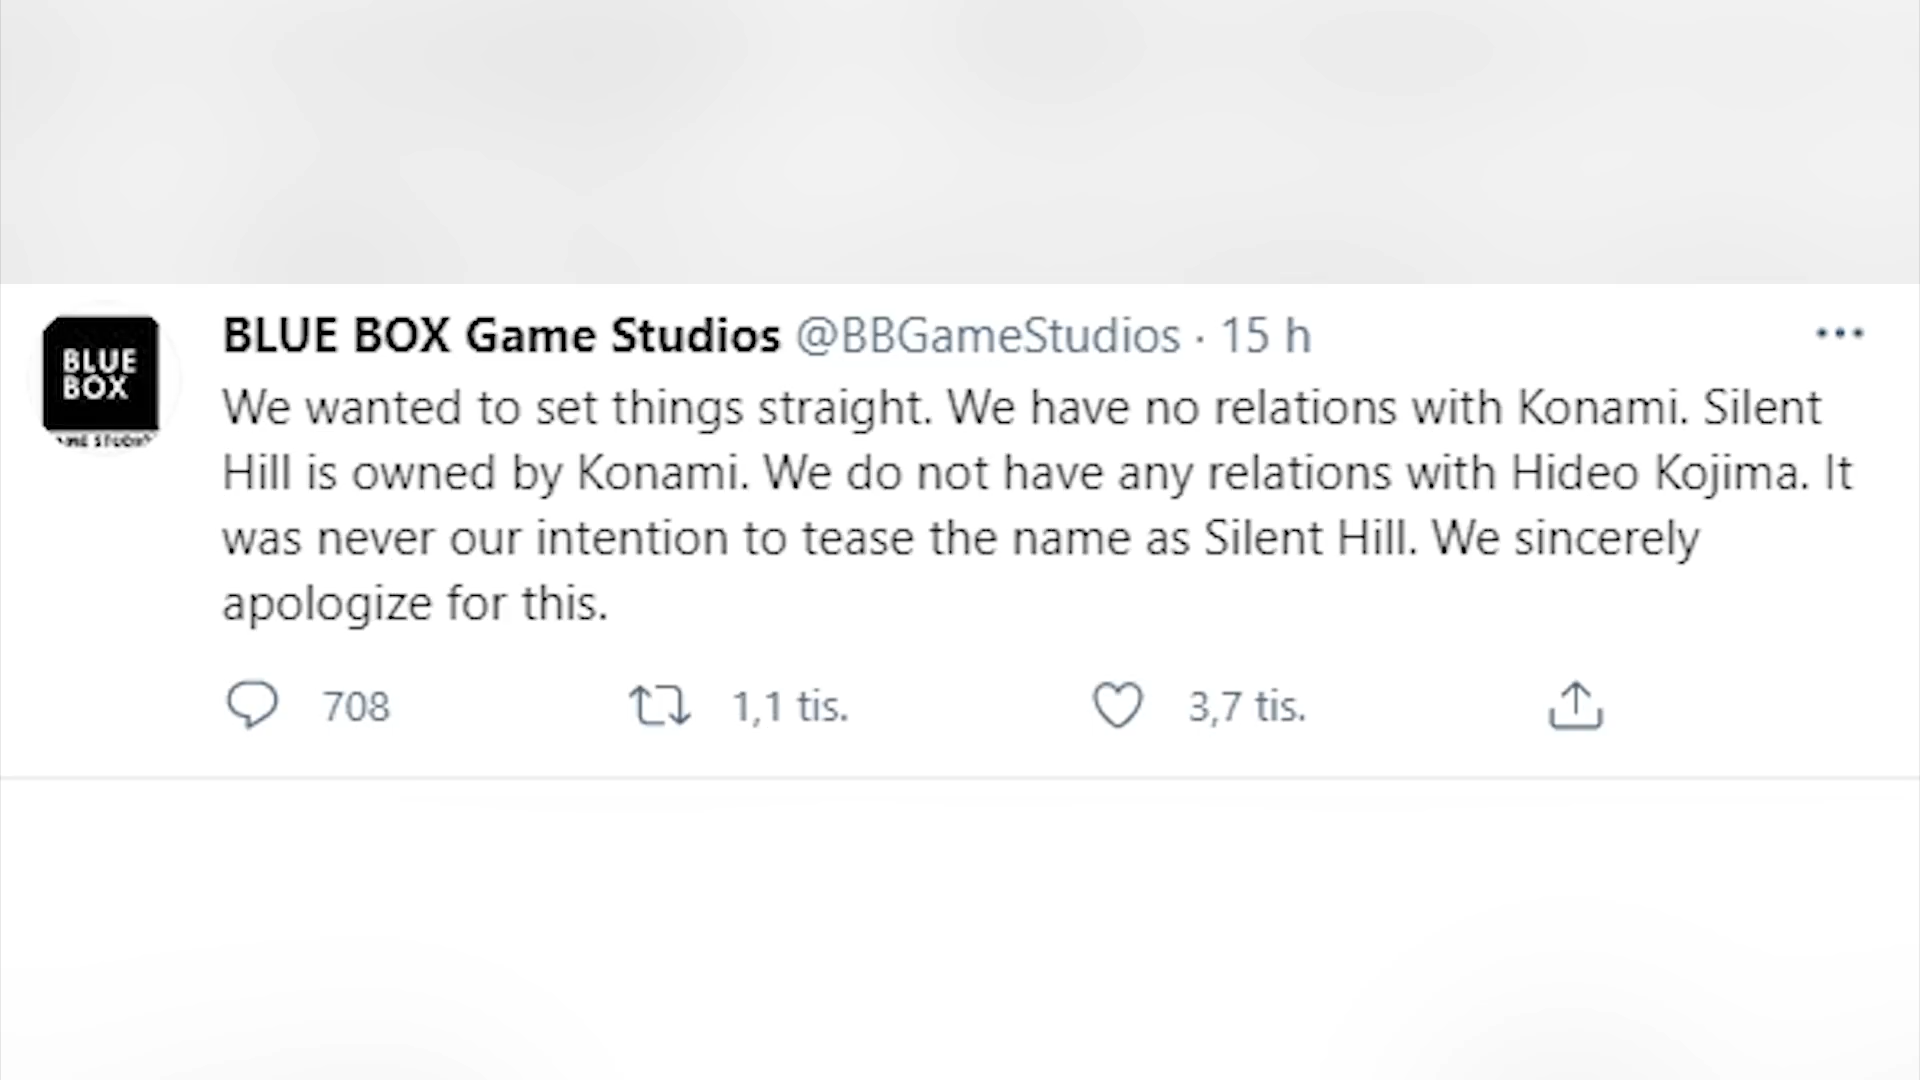 BLUE BOX Game Studios @BBGameStudios · 15 h
BLUE
BOX
We wanted to set things straight. We have no relations with Konami. Silent
Hill is owned by Konami. We do not have any relations with Hideo Kojima. It
was never our intention to tease the name as Silent Hill. We sincerely
apologize for this.
708 1,1 tis. 3,7 tis.